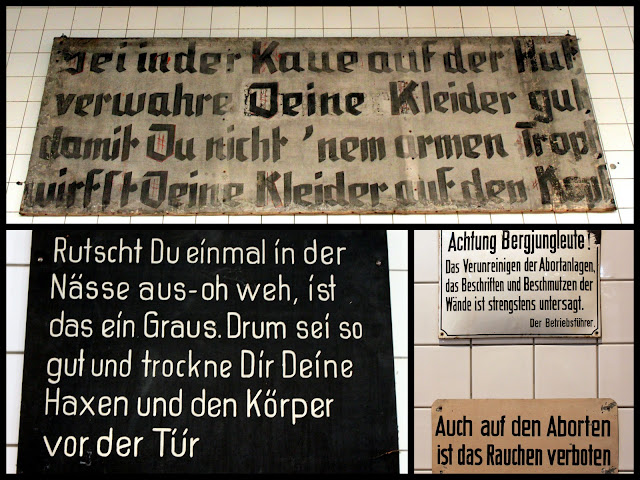 Sei in der Kaue auf der Hut
verwahre Deine Kleider gut,
damit Du nicht 'nem armen Tropf
wirfst Deine Kleider auf den Kopf
Rutscht Du einmal in der
Nässe aus-oh weh, ist
das ein Graus. Drum sei so
gut und trockne Dir Deine
Haxen und den Körper
vor der Tür
Achtung Bergjungleute!
Das Verunreinigen der Abortanlagen,
das Beschriften und Beschmutzen der
Wände ist strengstens untersagt.
Der Betriebsführer.
Auch auf den Aborten
ist das Rauchen verboten